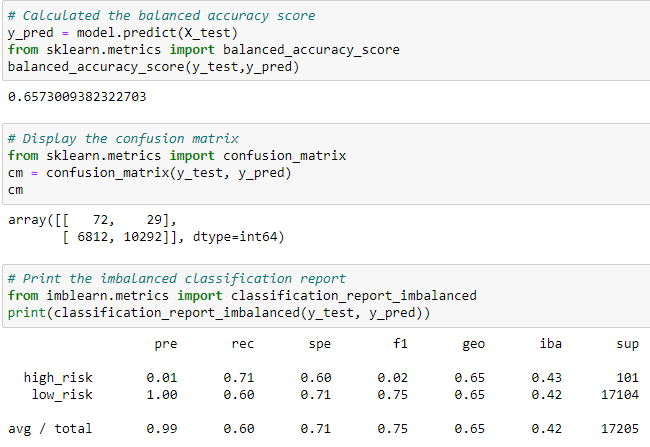 # Calculated the balanced accuracy score
y_pred = model.predict(X_test)
from sklearn.metrics import balanced_accuracy_score
balanced_accuracy_score(y_test,y_pred)
0.6573009382322703
# Display the confusion matrix
from sklearn.metrics import confusion_matrix
cm = confusion_matrix(y_test, y_pred)
cm
array([[   72,    29],
       [ 6812, 10292]], dtype=int64)
# Print the imbalanced classification report
from imblearn.metrics import classification_report_imbalanced
print(classification_report_imbalanced(y_test, y_pred))
                   pre       rec       spe        f1       geo       iba       sup
  high_risk       0.01      0.71      0.60      0.02      0.65      0.43       101
   low_risk       1.00      0.60      0.71      0.75      0.65      0.42     17104
avg / total       0.99      0.60      0.71      0.75      0.65      0.42     17205